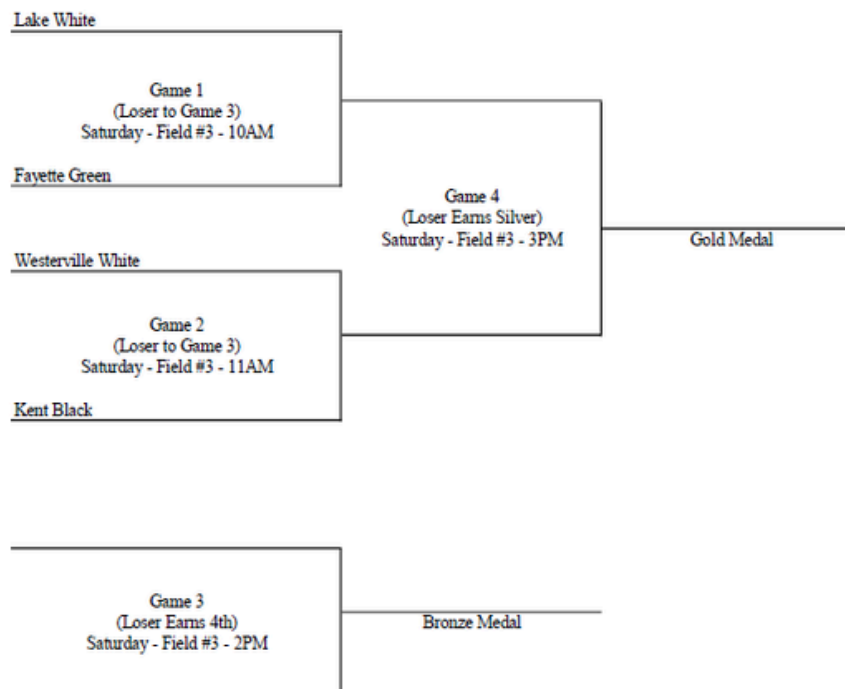 Lake White
Game 1
(Loser to Game 3)
Saturday - Field #3 - 10AM
Fayette Green
Game 4
(Loser Earns Silver)
Saturday - Field #3 - 3PM
Gold Medal
Westerville White
Game 2
(Loser to Game 3)
Saturday - Field #3 - 11AM
Kent Black
Game 3
(Loser Earns 4th)
Saturday - Field #3 - 2PM
Bronze Medal